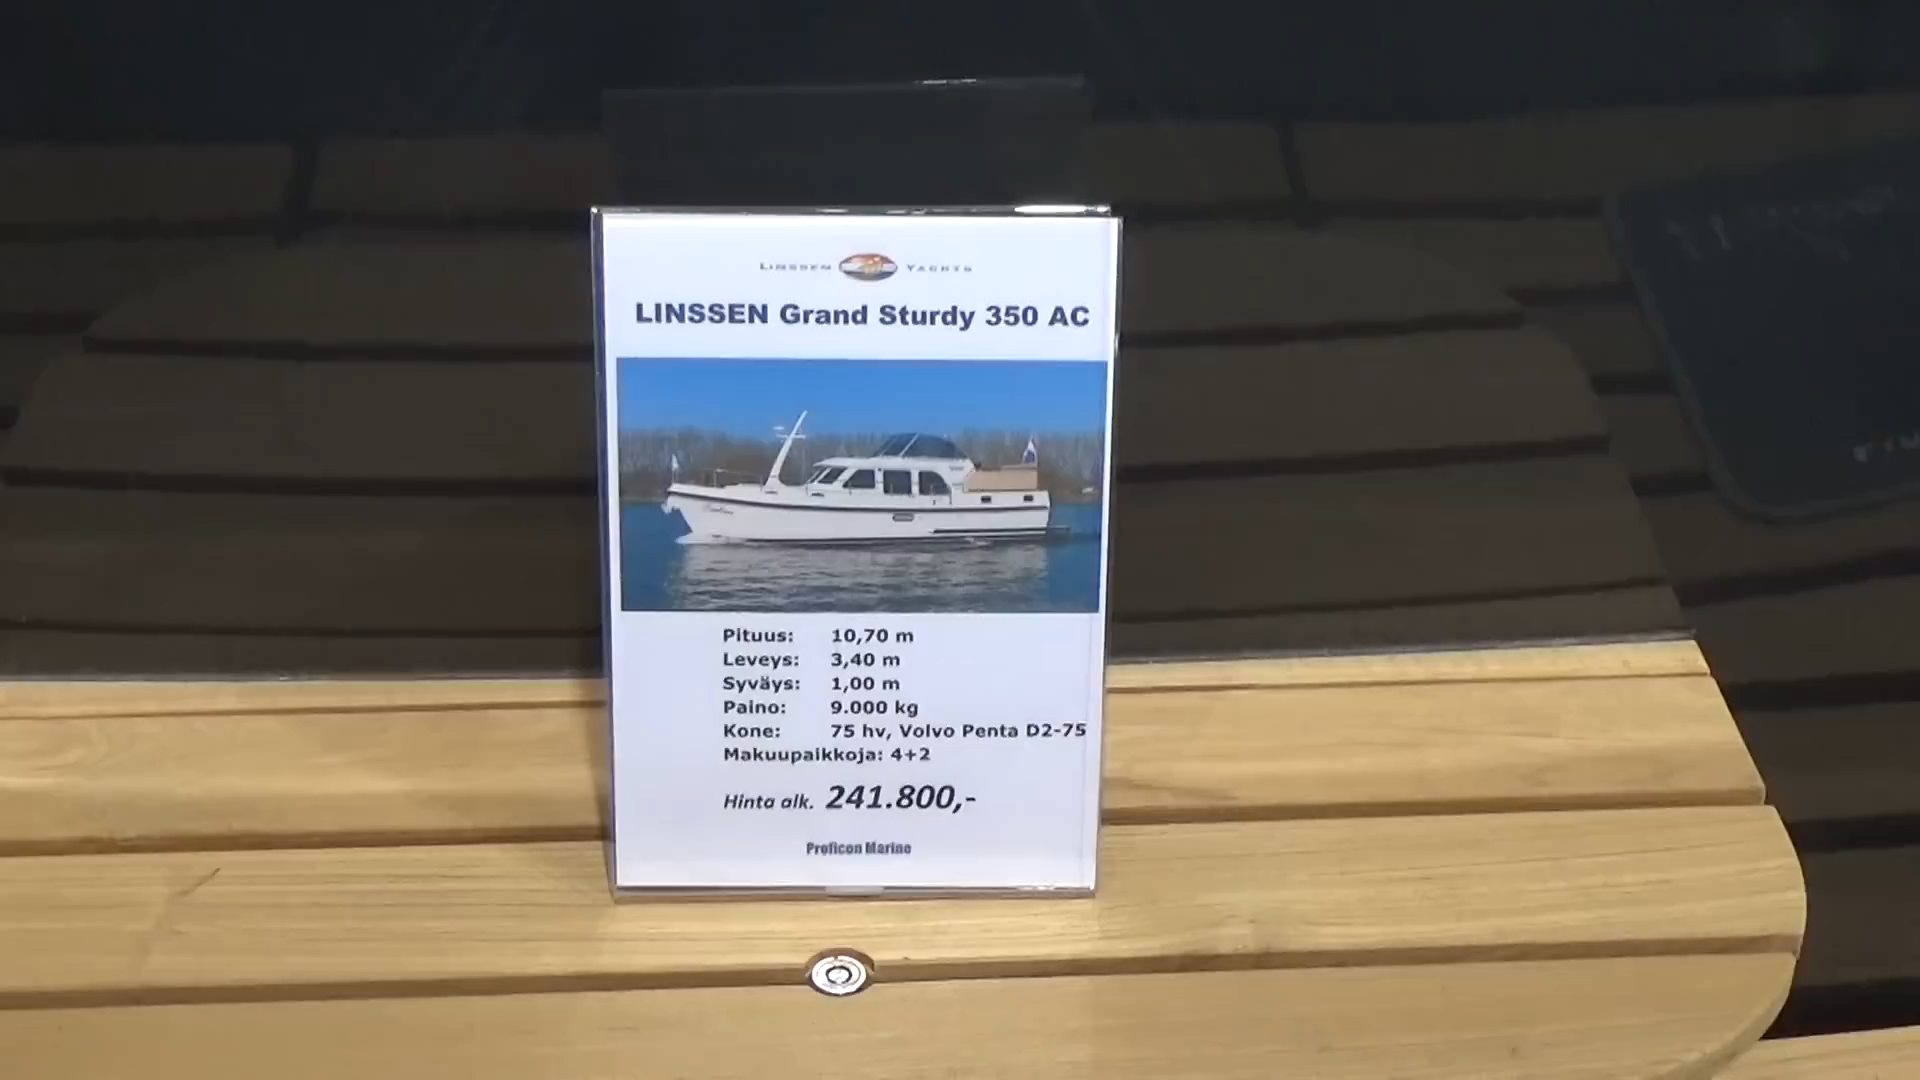 LINSSEN YACHTS
LINSSEN Grand Sturdy 350 AC
Pituus: 10,70 m
Leveys: 3,40 m
Syväys: 1,00 m
Paino: 9.000 kg
Kone: 75 hv, Volvo Penta D2-75
Makuupaikkoja: 4+2
Hinta alk. 241.800,-
Proficon Marine